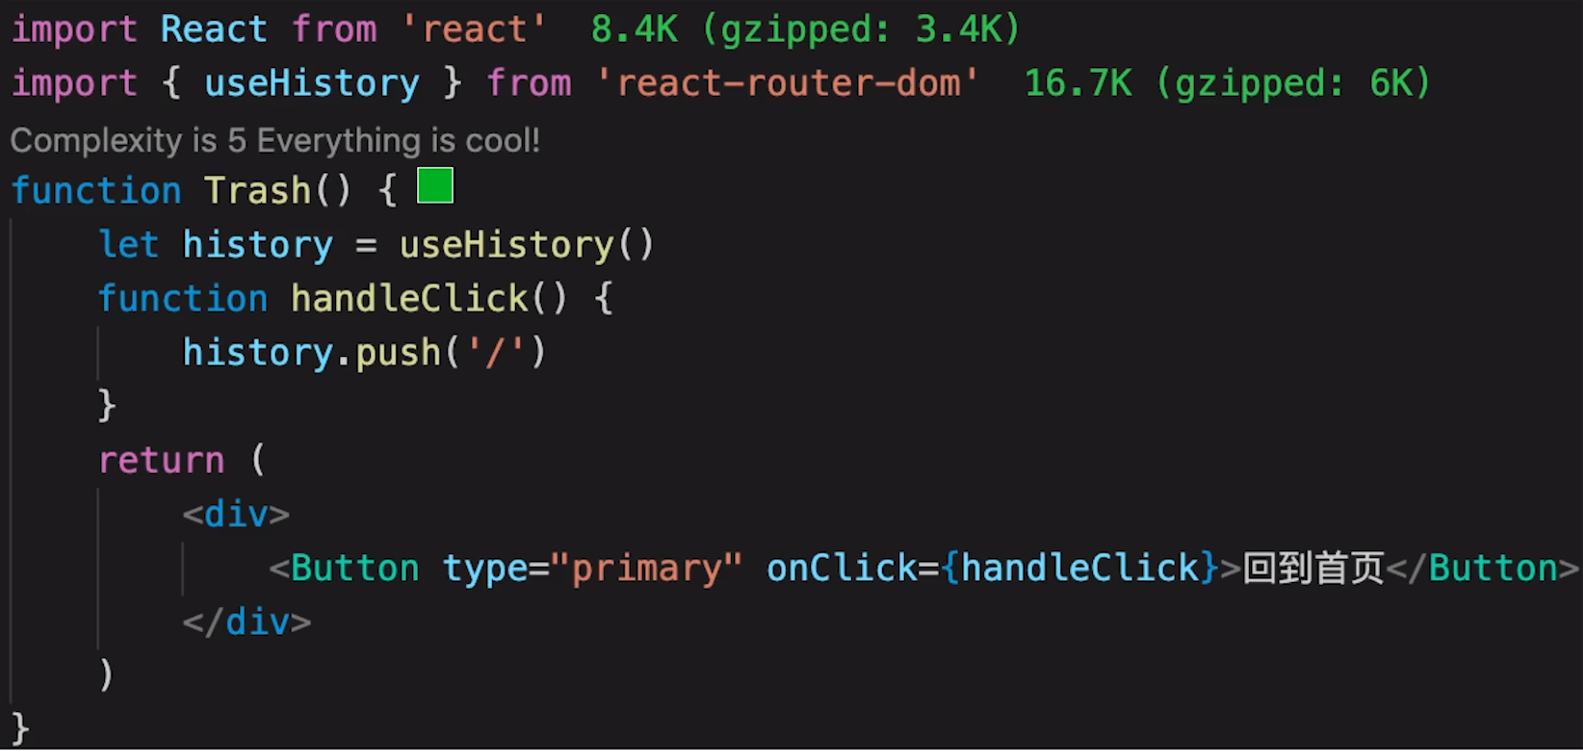 import React from 'react'  8.4K (gzipped: 3.4K)
import { useHistory } from 'react-router-dom'  16.7K (gzipped: 6K)
Complexity is 5 Everything is cool!
function Trash() {
    let history = useHistory()
    function handleClick() {
        history.push('/')
    }
    return (
        <div>
            <Button type="primary" onClick={handleClick}>回到首页</Button>
        </div>
    )
}